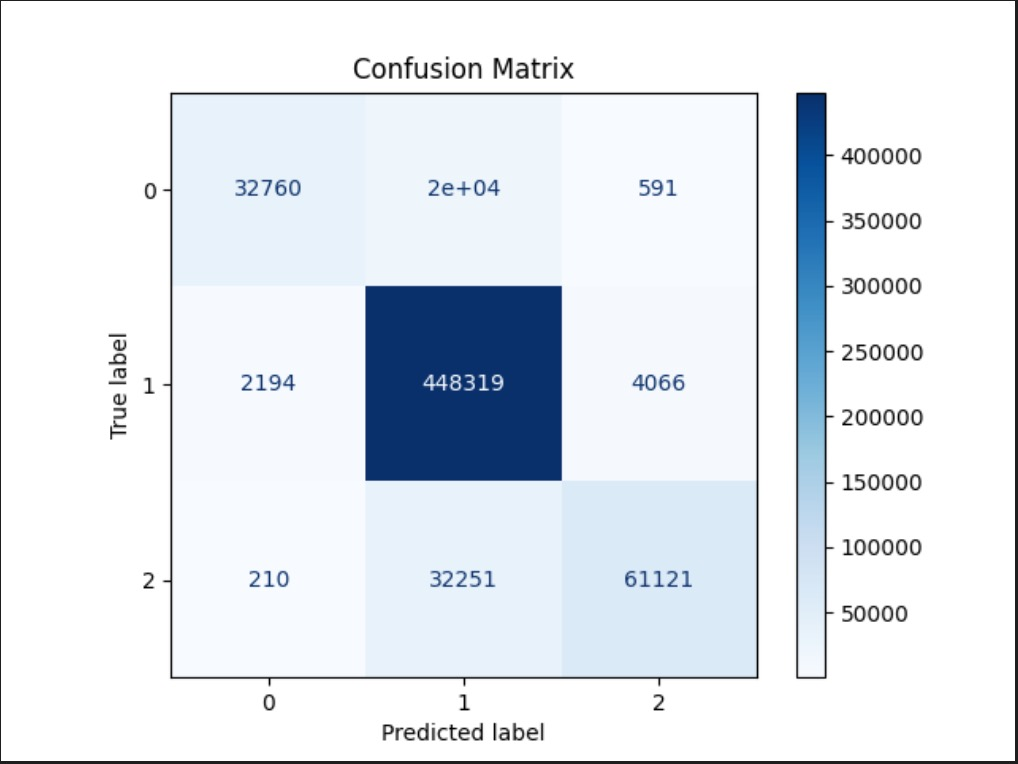 Confusion Matrix
0 32760 2e+04 591
1 2194 448319 4066
2 210 32251 61121
0 1 2
Predicted label
True label
400000
350000
300000
250000
200000
150000
100000
50000